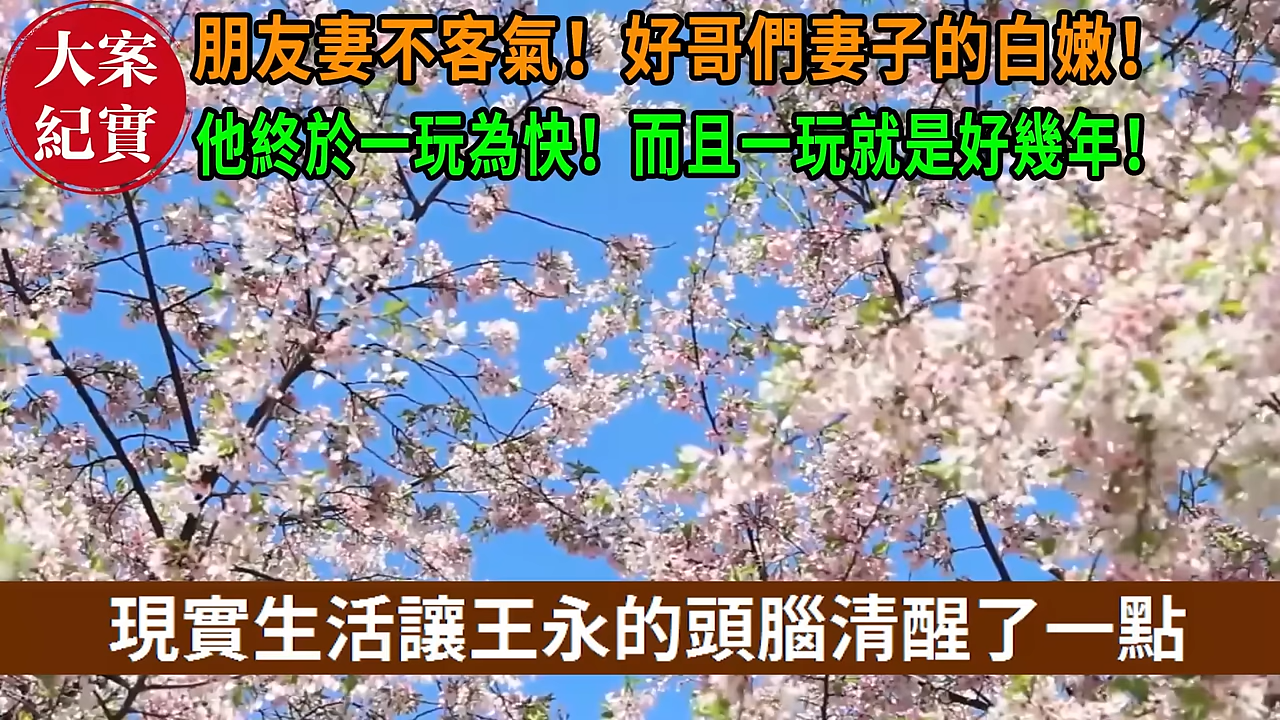 大案
紀實
朋友妻不客氣！好哥們妻子的白嫩！
他終於一玩為快！而且一玩就是好幾年！
現實生活讓王永的頭腦清醒了一點